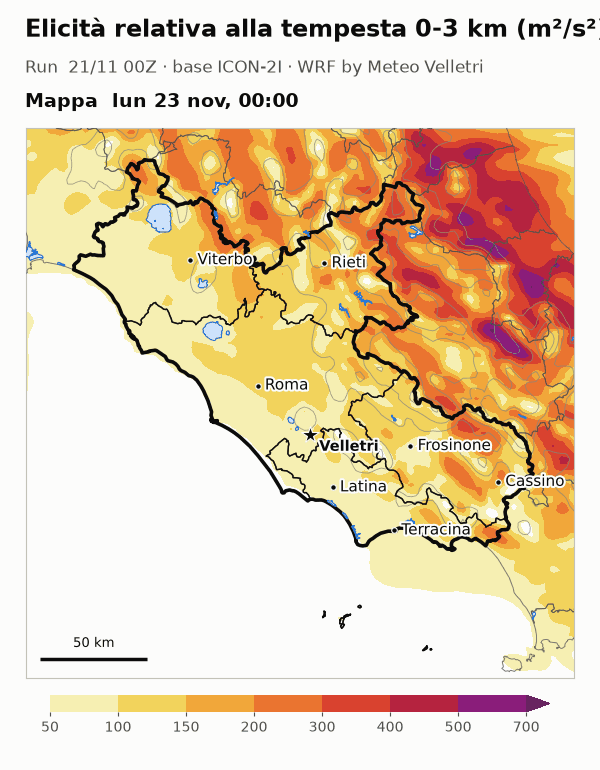 Elicità relativa alla tempesta 0-3 km (m²/s²)
Run 21/11 00Z · base ICON-2I · WRF by Meteo Velletri
Mappa lun 23 nov, 00:00
Viterbo
Rieti
Roma
Velletri
Frosinone
Cassino
Latina
Terracina
50 km
50 100 150 200 300 400 500 700